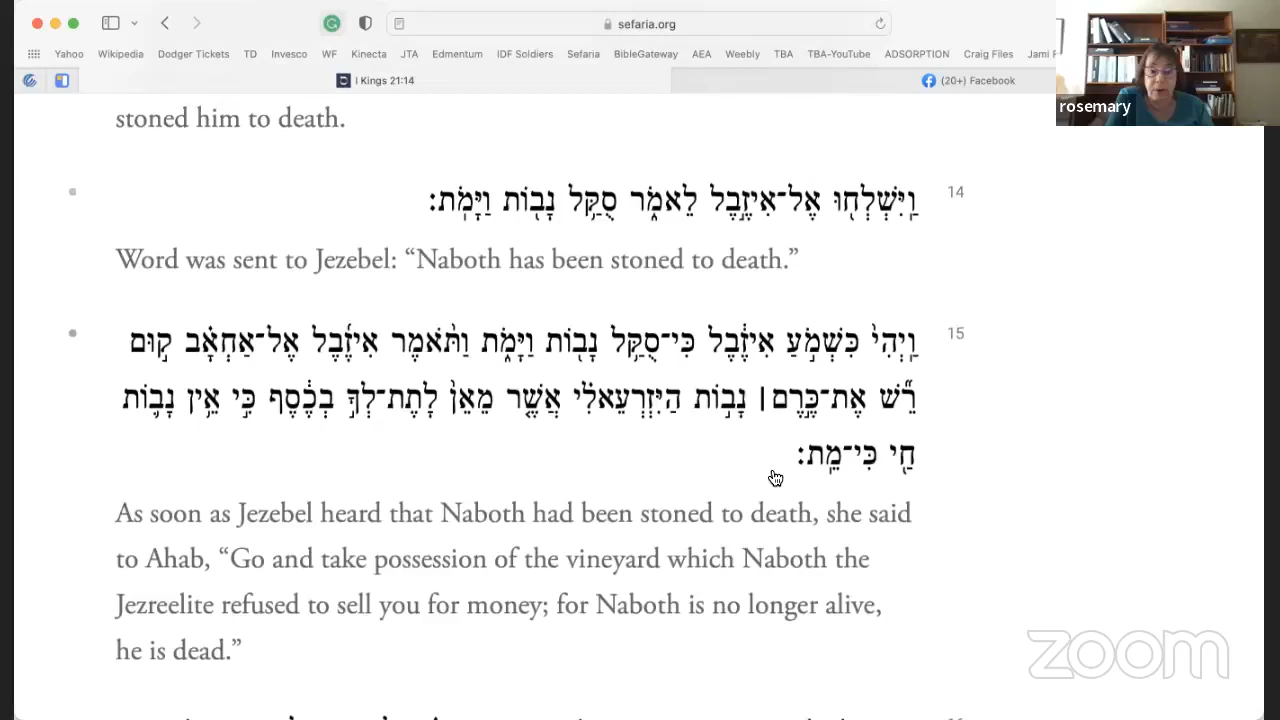 sefaria.org
Yahoo Wikipedia Dodger Tickets TD Invesco WF Kinecta JTA Edmentum IDF Soldiers Sefaria BibleGateway AEA Weebly TBA TBA-YouTube ADSORPTION Craig Files Jami
I Kings 21:14 (20+) Facebook
rosemary
stoned him to death.
14
וַֽיִּשְׁלְח֖וּ אֶל־אִיזֶ֣בֶל לֵאמֹ֑ר סֻקַּ֥ל נָב֖וֹת וַיָּמֹֽת׃
Word was sent to Jezebel: “Naboth has been stoned to death.”
15
וַֽיְהִי֙ כִּשְׁמֹ֣עַ אִיזֶ֔בֶל כִּֽי־סֻקַּ֥ל נָב֖וֹת וַיָּמֹ֑ת וַתֹּ֨אמֶר אִיזֶ֜בֶל אֶל־אַחְאָ֗ב ק֣וּם
רֵ֞שׁ אֶת־כֶּ֣רֶם ׀ נָב֣וֹת הַיִּזְרְעֵאלִ֗י אֲשֶׁ֤ר מֵאֵן֙ לָתֶת־לְךָ֣ בְכֶ֔סֶף כִּ֣י אֵ֥ין נָב֛וֹת
חַ֖י כִּי־מֵֽת׃
As soon as Jezebel heard that Naboth had been stoned to death, she said
to Ahab, “Go and take possession of the vineyard which Naboth the
Jezreelite refused to sell you for money; for Naboth is no longer alive,
he is dead.”
zoom